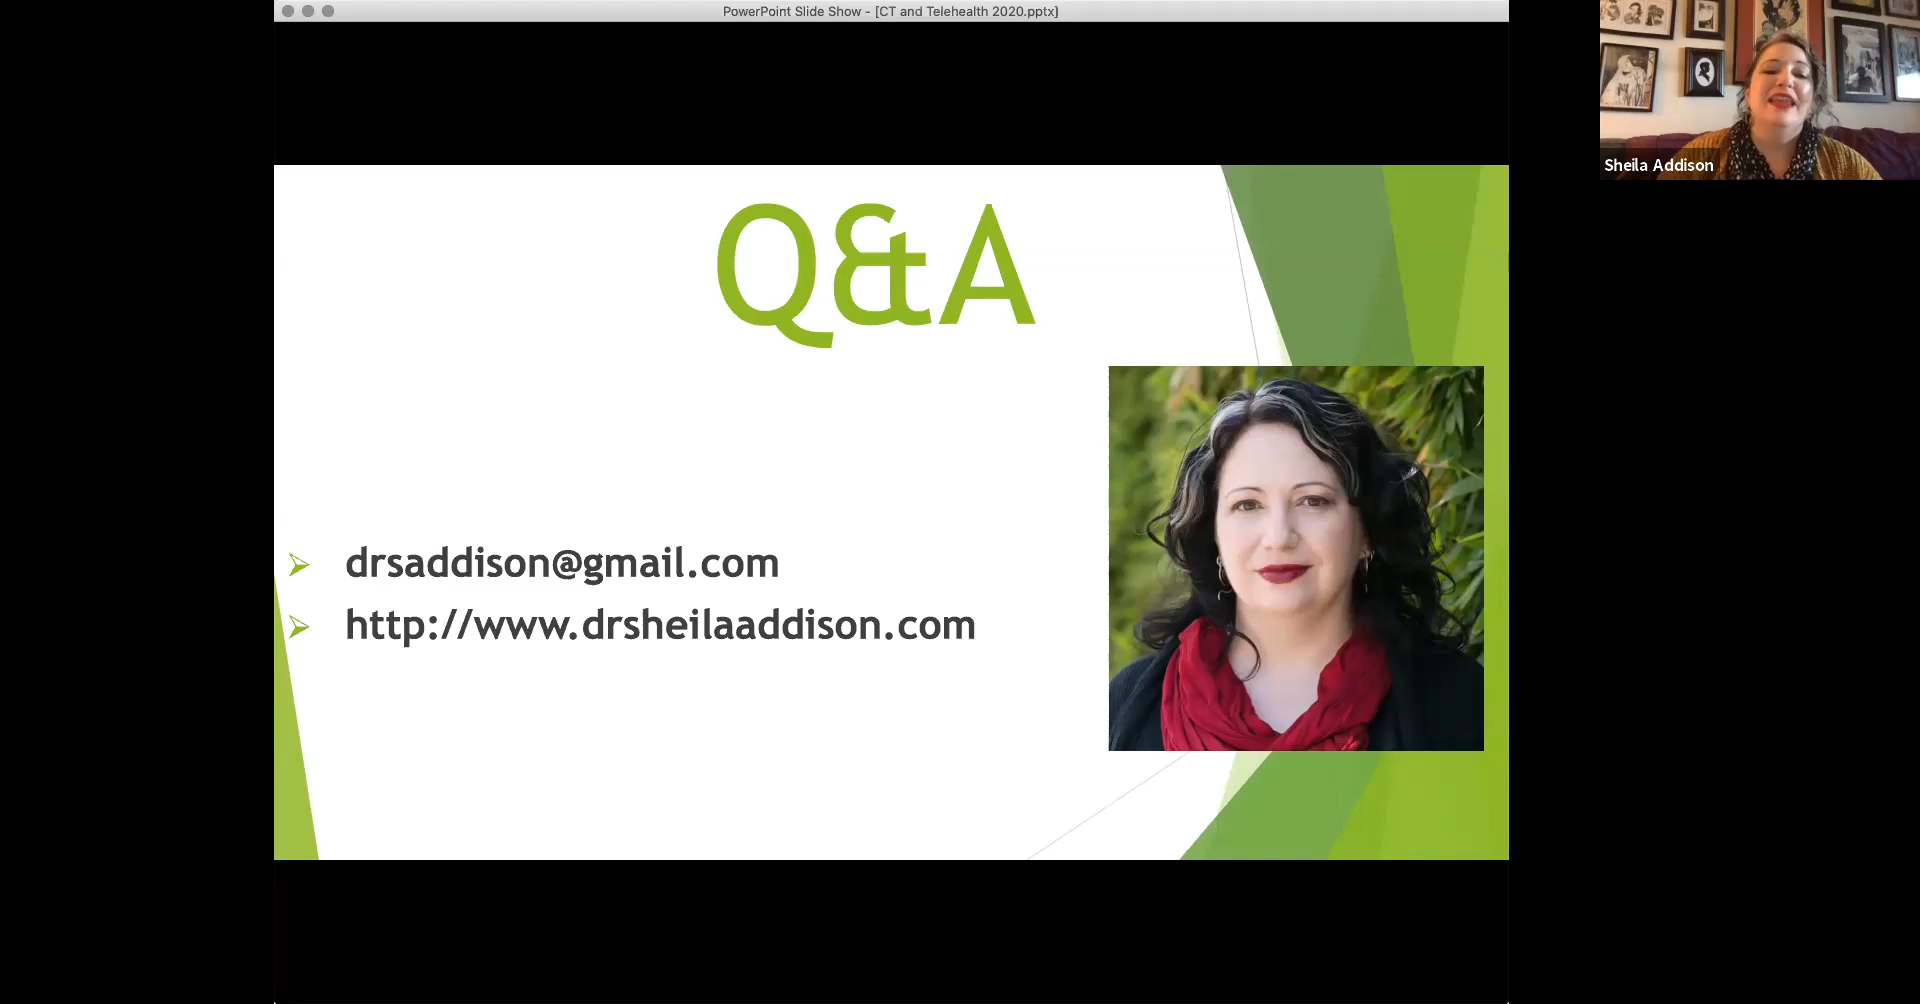 PowerPoint Slide Show - [CT and Telehealth 2020.pptx]
Sheila Addison
Q&A
drsaddison@gmail.com
http://www.drsheilaaddison.com